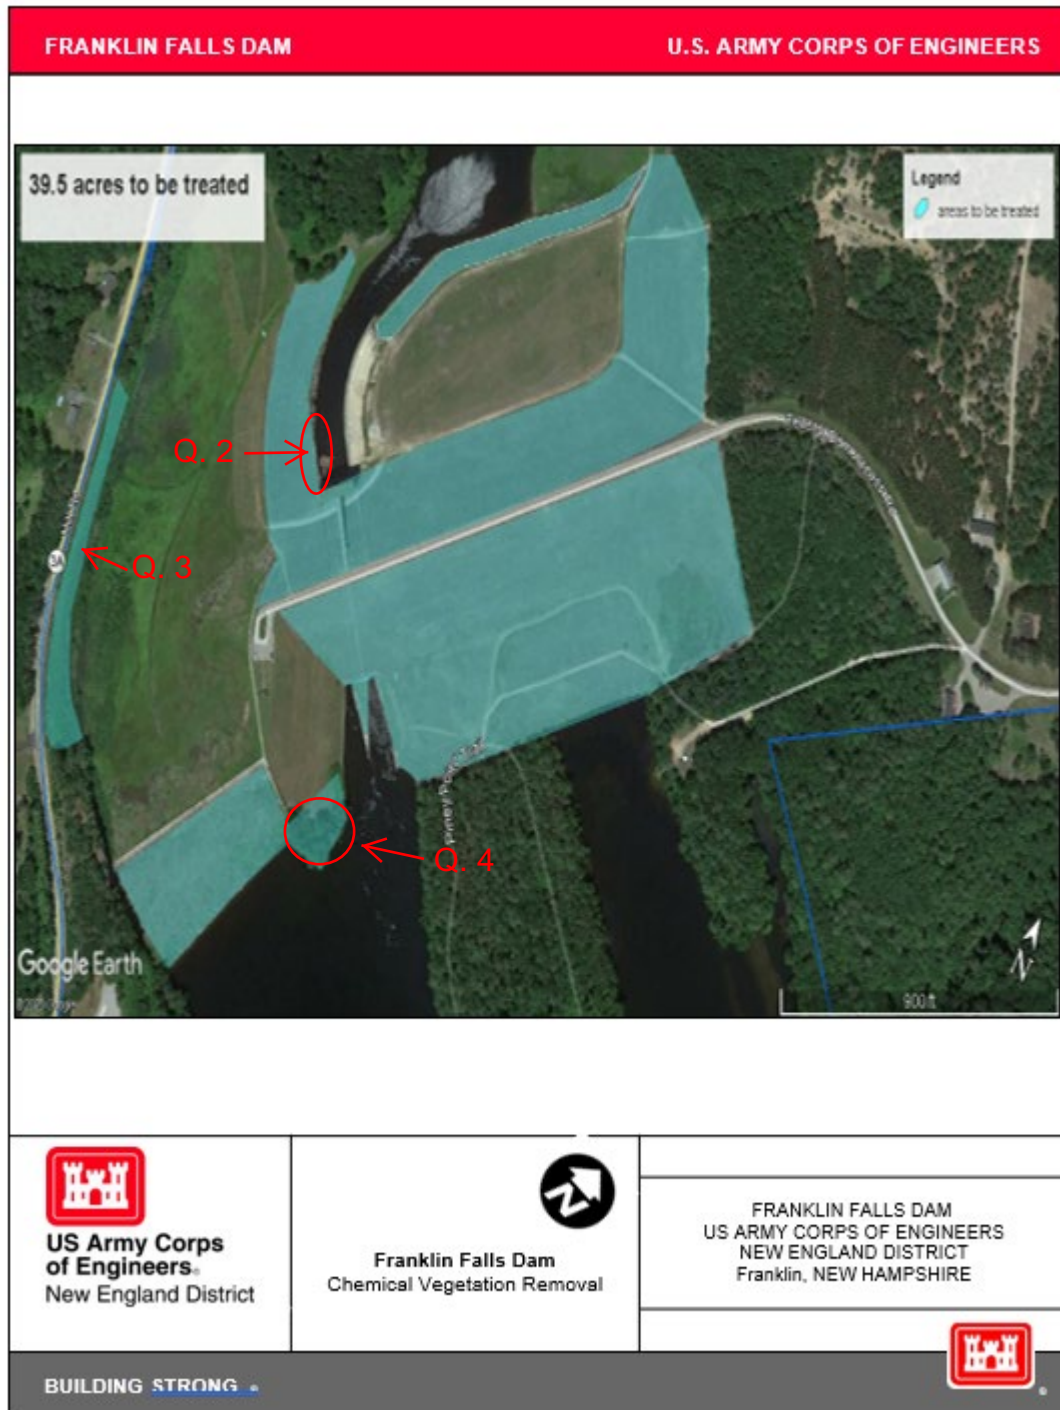 FRANKLIN FALLS DAM
U.S. ARMY CORPS OF ENGINEERS
39.5 acres to be treated
Legend
areas to be treated
Q. 2
Q. 3
3A
Q. 4
Google Earth
N
900 ft
US Army Corps
of Engineers®
New England District
N
Franklin Falls Dam
Chemical Vegetation Removal
FRANKLIN FALLS DAM
US ARMY CORPS OF ENGINEERS
NEW ENGLAND DISTRICT
Franklin, NEW HAMPSHIRE
BUILDING STRONG ®
®